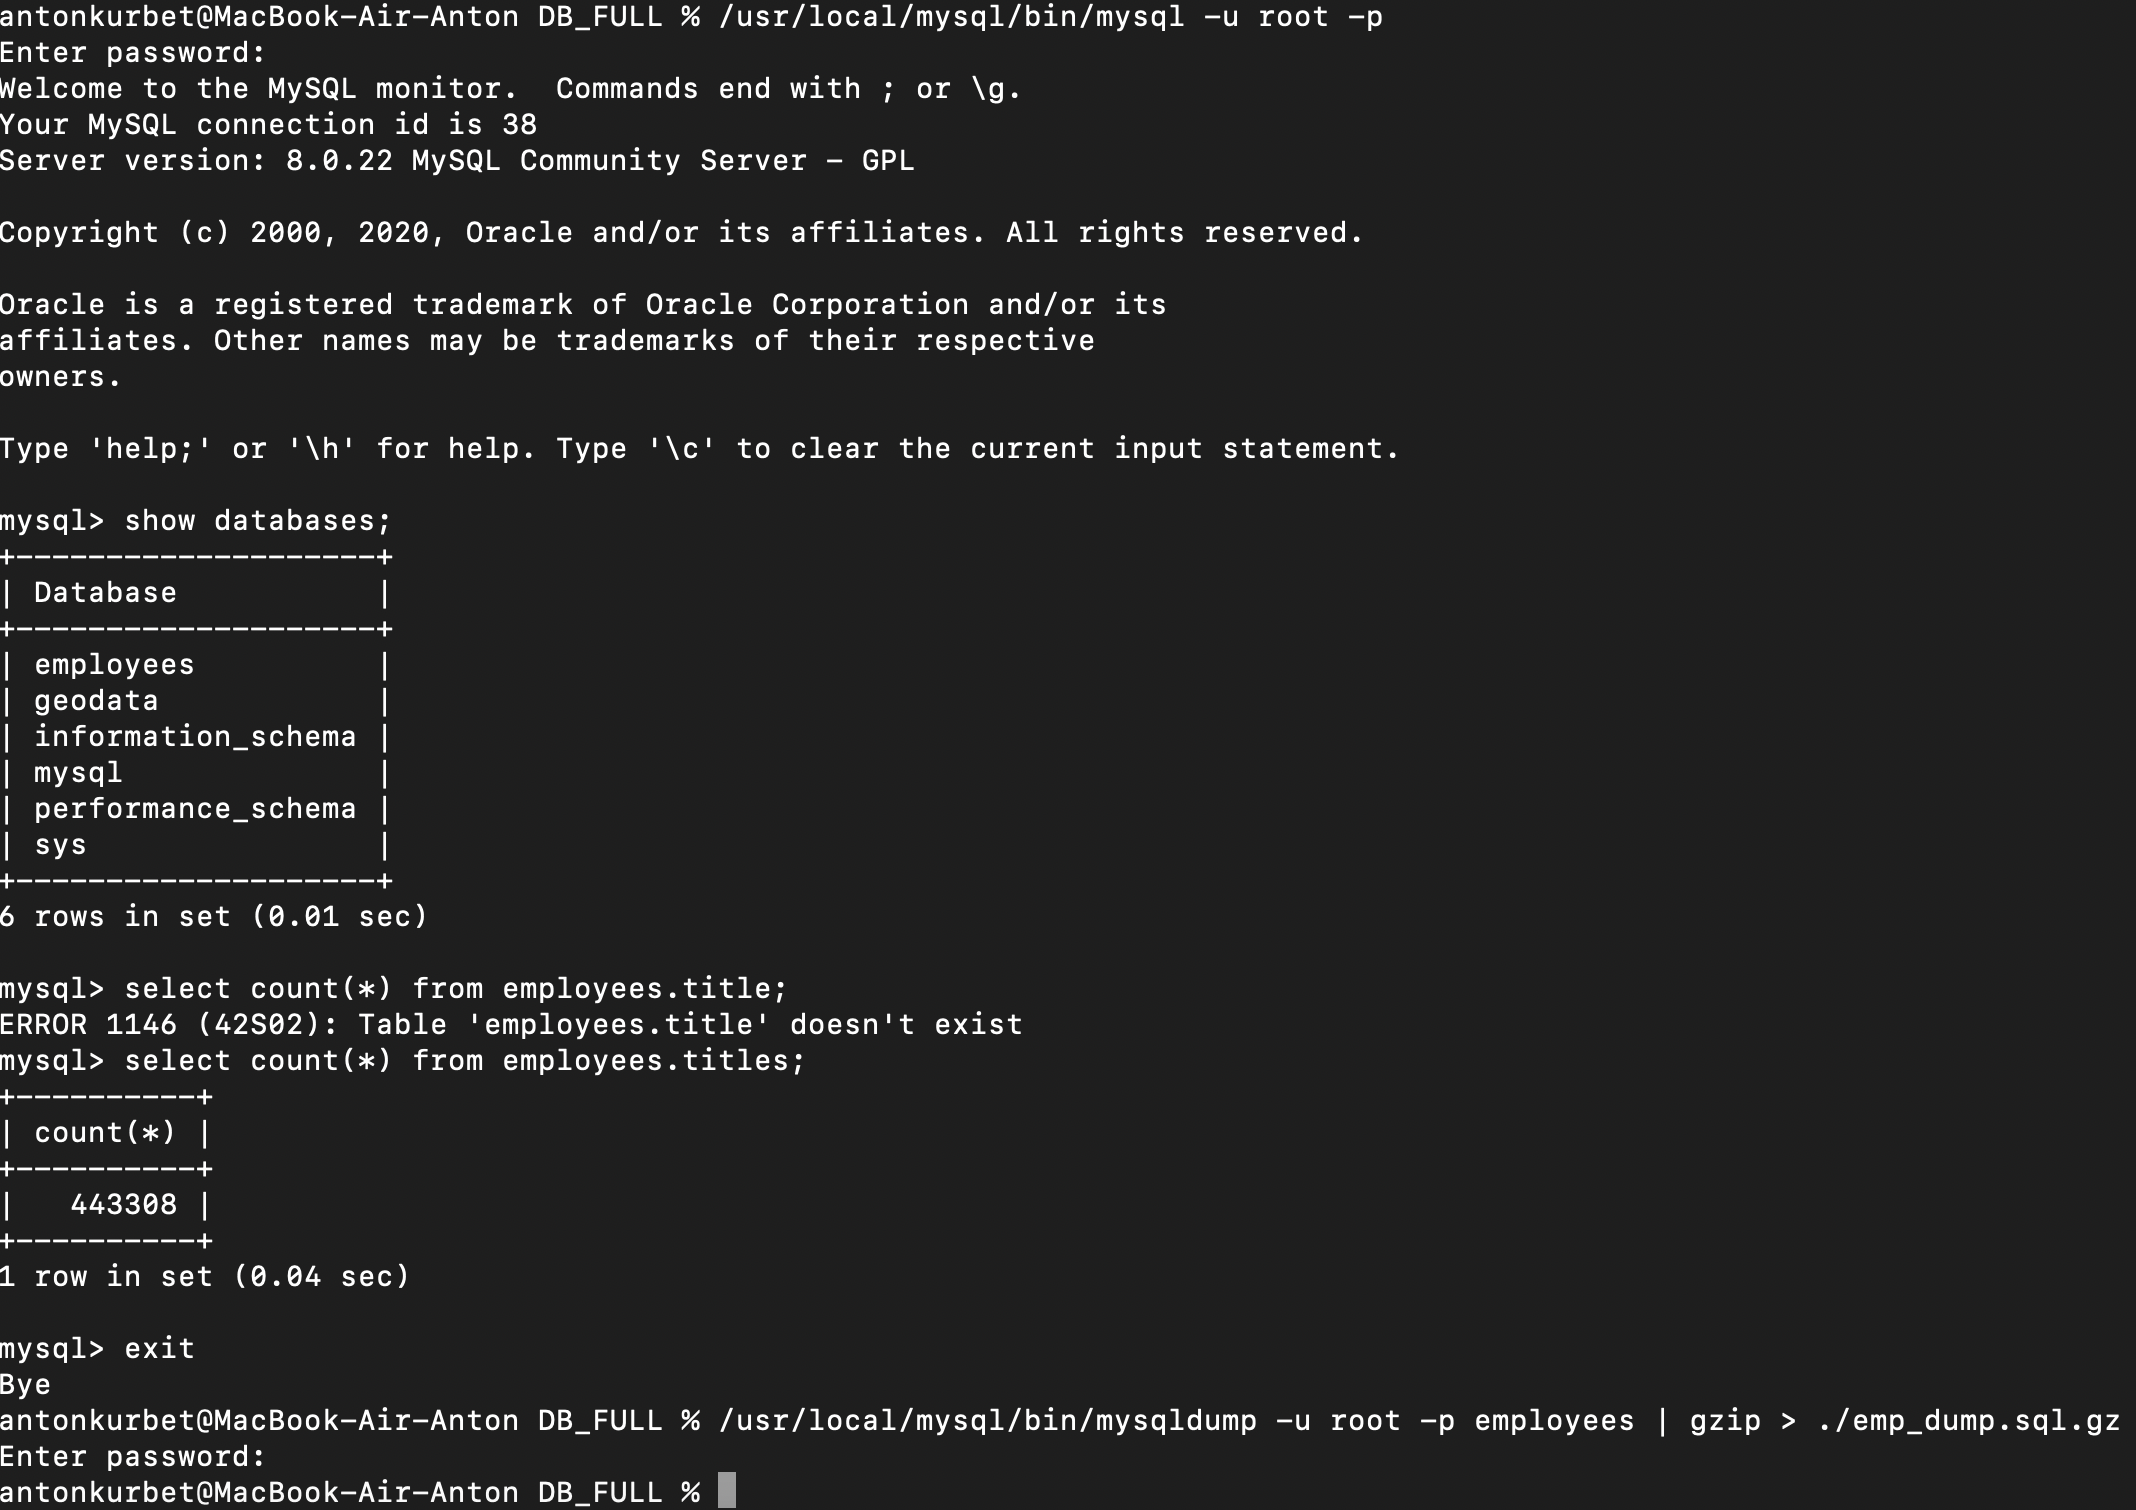 antonkurbet@MacBook-Air-Anton DB_FULL % /usr/local/mysql/bin/mysql -u root -p
Enter password:
Welcome to the MySQL monitor.  Commands end with ; or \g.
Your MySQL connection id is 38
Server version: 8.0.22 MySQL Community Server - GPL

Copyright (c) 2000, 2020, Oracle and/or its affiliates. All rights reserved.

Oracle is a registered trademark of Oracle Corporation and/or its
affiliates. Other names may be trademarks of their respective
owners.

Type 'help;' or '\h' for help. Type '\c' to clear the current input statement.

mysql> show databases;
+--------------------+
| Database           |
+--------------------+
| employees          |
| geodata            |
| information_schema |
| mysql              |
| performance_schema |
| sys                |
+--------------------+
6 rows in set (0.01 sec)

mysql> select count(*) from employees.title;
ERROR 1146 (42S02): Table 'employees.title' doesn't exist
mysql> select count(*) from employees.titles;
+----------+
| count(*) |
+----------+
|   443308 |
+----------+
1 row in set (0.04 sec)

mysql> exit
Bye
antonkurbet@MacBook-Air-Anton DB_FULL % /usr/local/mysql/bin/mysqldump -u root -p employees | gzip > ./emp_dump.sql.gz
Enter password:
antonkurbet@MacBook-Air-Anton DB_FULL %